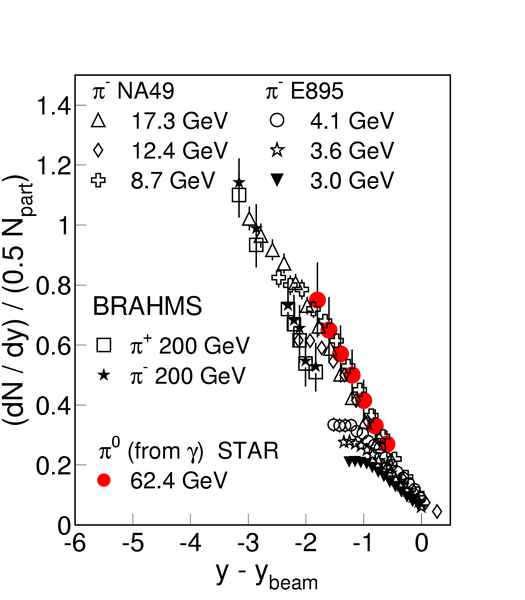 (dN / dy) / (0.5 N_part)
1.4
1.2
1
0.8
0.6
0.4
0.2
0
π⁻ NA49
17.3 GeV
12.4 GeV
8.7 GeV
π⁻ E895
4.1 GeV
3.6 GeV
3.0 GeV
BRAHMS
π⁺ 200 GeV
π⁻ 200 GeV
π⁰ (from γ) STAR
62.4 GeV
-6 -5 -4 -3 -2 -1 0
y - y_beam